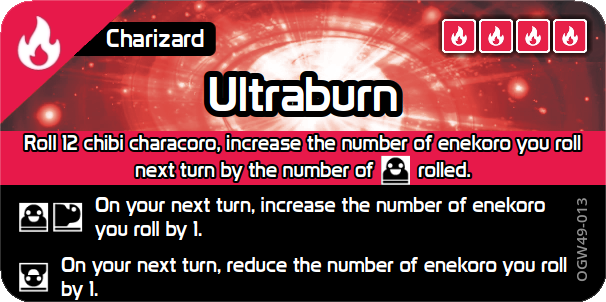 Charizard
Ultraburn
Roll 12 chibi characoro, increase the number of enekoro you roll
next turn by the number of rolled.
On your next turn, increase the number of enekoro
you roll by 1.
On your next turn, reduce the number of enekoro you roll
by 1.
OGW49-013